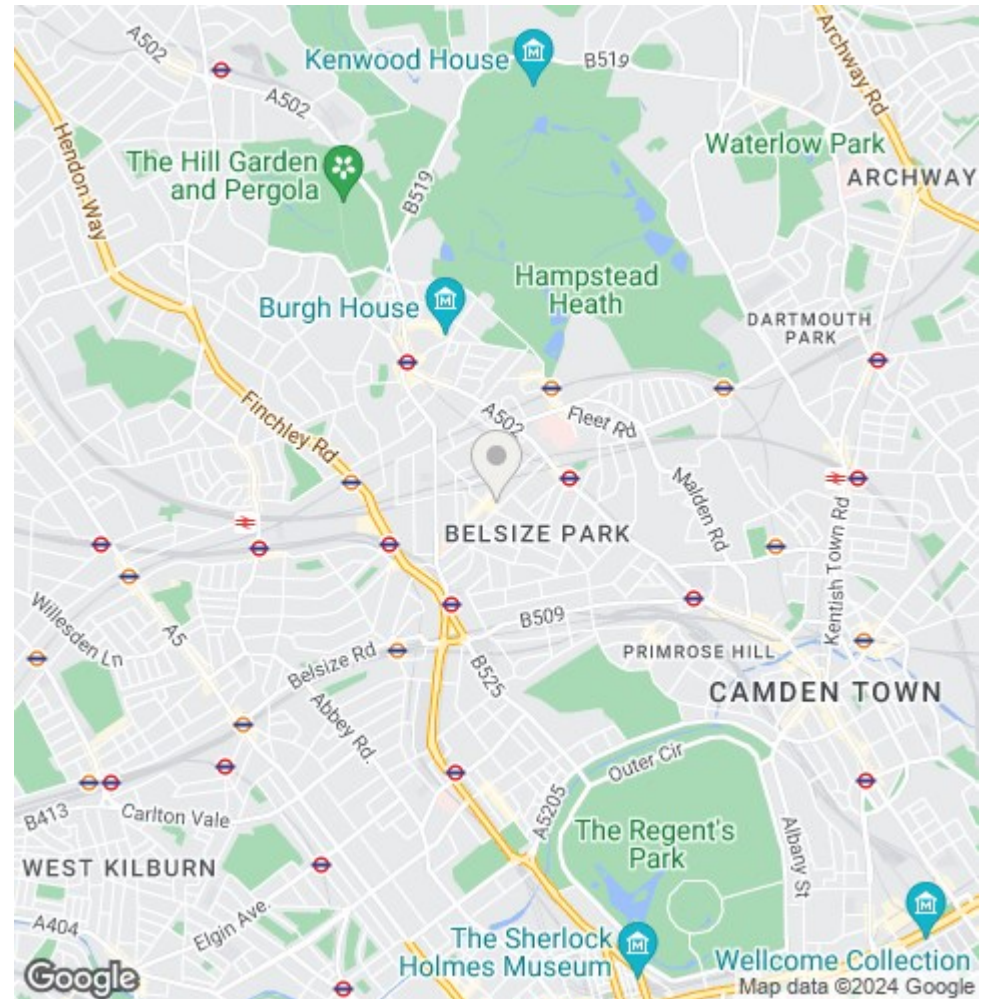 A502
Kenwood House
B519
Archway Rd
A502
Hendon Way
The Hill Garden
and Pergola
B519
Waterlow Park
ARCHWAY
Hampstead
Heath
Burgh House
DARTMOUTH
PARK
Finchley Rd
A502
Fleet Rd
Malden Rd
Kentish Town Rd
BELSIZE PARK
Willesden Ln
A5
B509
Belsize Rd
B525
PRIMROSE HILL
CAMDEN TOWN
Abbey Rd.
Outer Cir
A5205
B413
Carlton Vale
The Regent's
Park
Albany St
WEST KILBURN
Elgin Ave.
A404
The Sherlock
Holmes Museum
Wellcome Collection
Google
Map data ©2024 Google